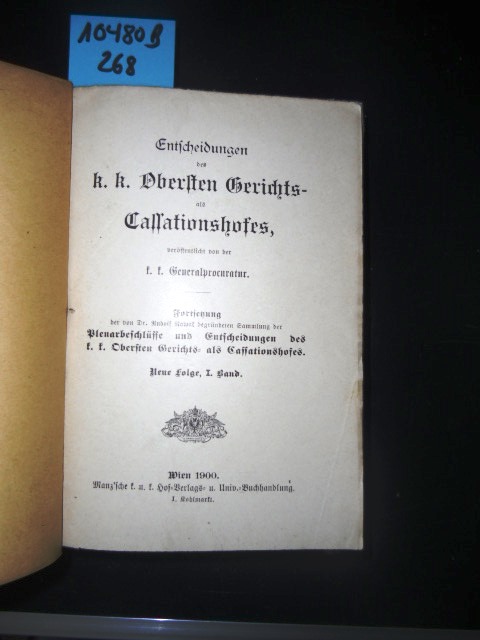 10480B
268
Entscheidungen
des
k. k. Obersten Gerichts-
als
Cassationshofes,
veröffentlicht von der
k. k. Generalprocuratur.
Fortsetzung
der von Dr. Rudolf Nowak begründeten Sammlung der
Plenarbeschlüsse und Entscheidungen des
k. k. Obersten Gerichts- als Cassationshofes.
Neue Folge, I. Band.
Wien 1900.
Manz'sche k. u. k. Hof-Verlags- u. Univ.-Buchhandlung.
I. Kohlmarkt.